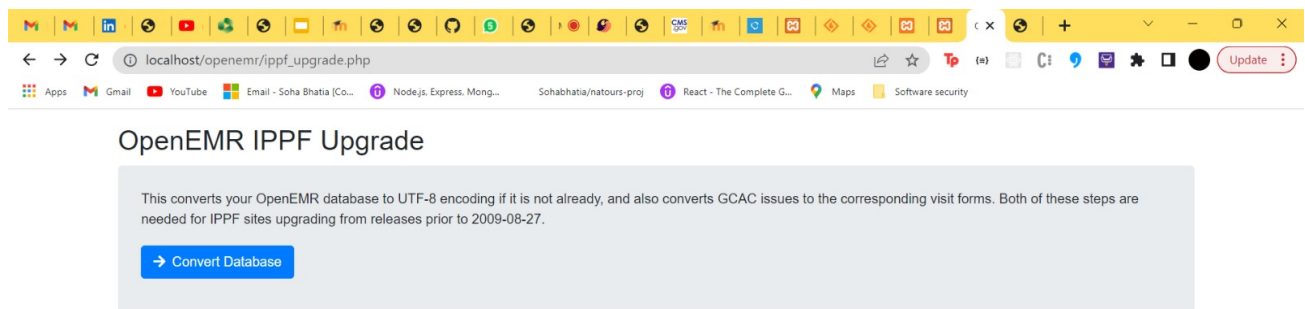 localhost/openemr/ippf_upgrade.php
Update
Apps Gmail YouTube Email - Soha Bhatia [Co... Node.js, Express, Mong... Sohabhatia/natours-proj React - The Complete G... Maps Software security
OpenEMR IPPF Upgrade
This converts your OpenEMR database to UTF-8 encoding if it is not already, and also converts GCAC issues to the corresponding visit forms. Both of these steps are
needed for IPPF sites upgrading from releases prior to 2009-08-27.
Convert Database